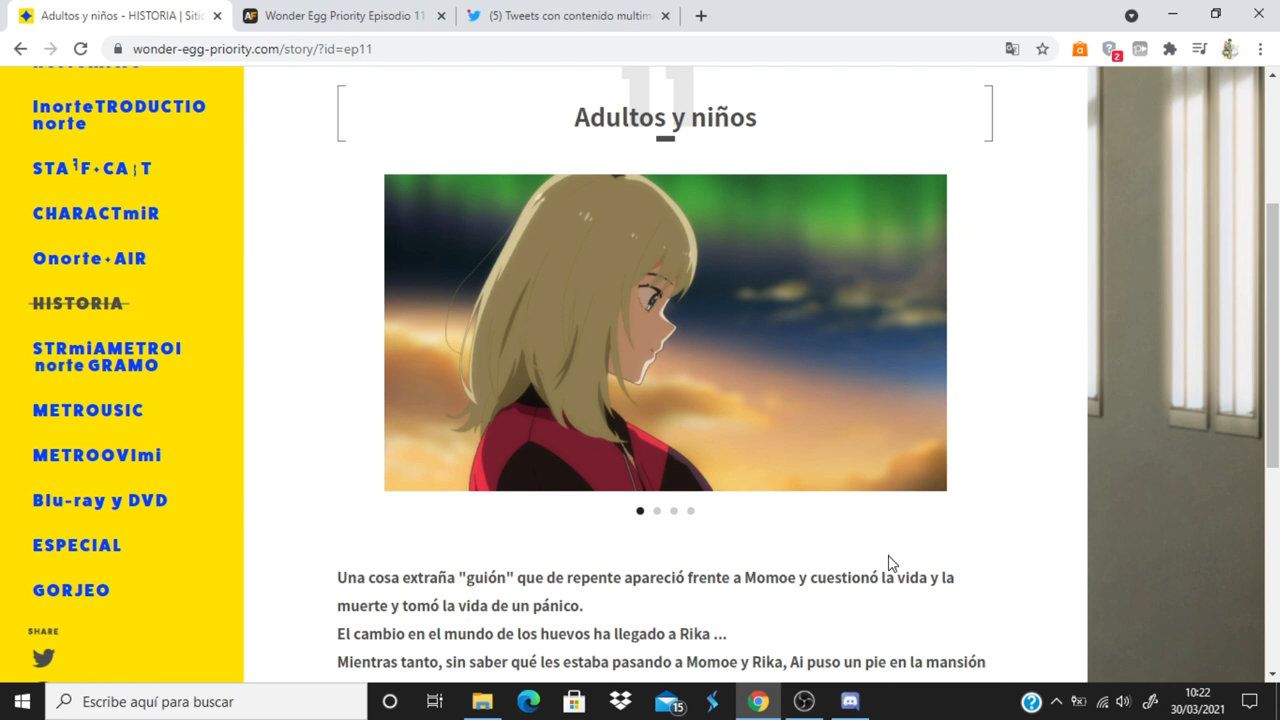 Adultos y niños - HISTORIA | Sitio
Wonder Egg Priority Episodio 11
(5) Tweets con contenido multim
wonder-egg-priority.com/story/?id=ep11
2
InorteTRODUCTIO
norte
STAꟻF+CAST
CHARACTmiR
Onorte+AIR
HISTORIA
STRmiAMETROI
norte GRAMO
METROUSIC
METROOVImi
Blu-ray y DVD
ESPECIAL
GORJEO
SHARE
11
Adultos y niños
Una cosa extraña "guión" que de repente apareció frente a Momoe y cuestionó la vida y la
muerte y tomó la vida de un pánico.
El cambio en el mundo de los huevos ha llegado a Rika ...
Mientras tanto, sin saber qué les estaba pasando a Momoe y Rika, Ai puso un pie en la mansión
Escribe aquí para buscar
15
10:22
30/03/2021